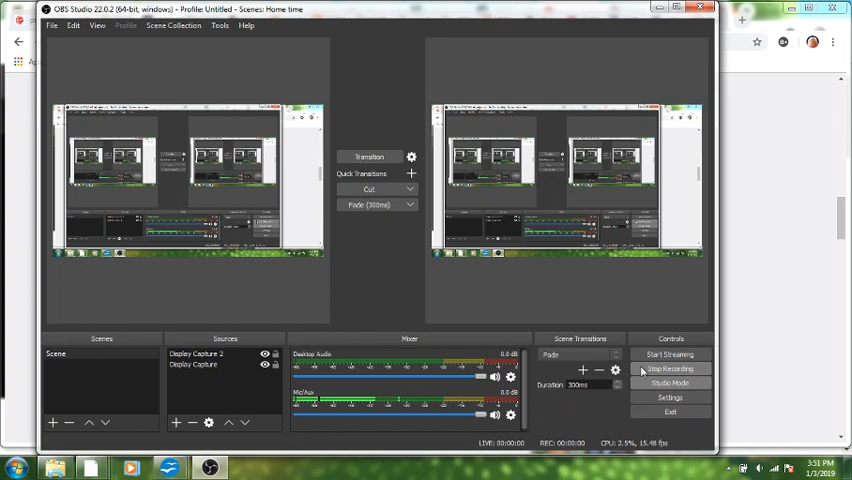 OBS Studio 22.0.2 (64-bit, windows) - Profile: Untitled - Scenes: Home time
File Edit View Profile Scene Collection Tools Help
Transition
Quick Transitions
Cut
Fade (300ms)
Scenes Sources Mixer Scene Transitions Controls
Scene
Display Capture 2
Display Capture
Desktop Audio 0.0 dB
Mic/Aux 0.0 dB
Fade
Duration 300ms
Start Streaming
Stop Recording
Studio Mode
Settings
Exit
LIVE: 00:00:00 REC: 00:00:00 CPU: 2.5%, 15.48 fps
3:51 PM
1/3/2019